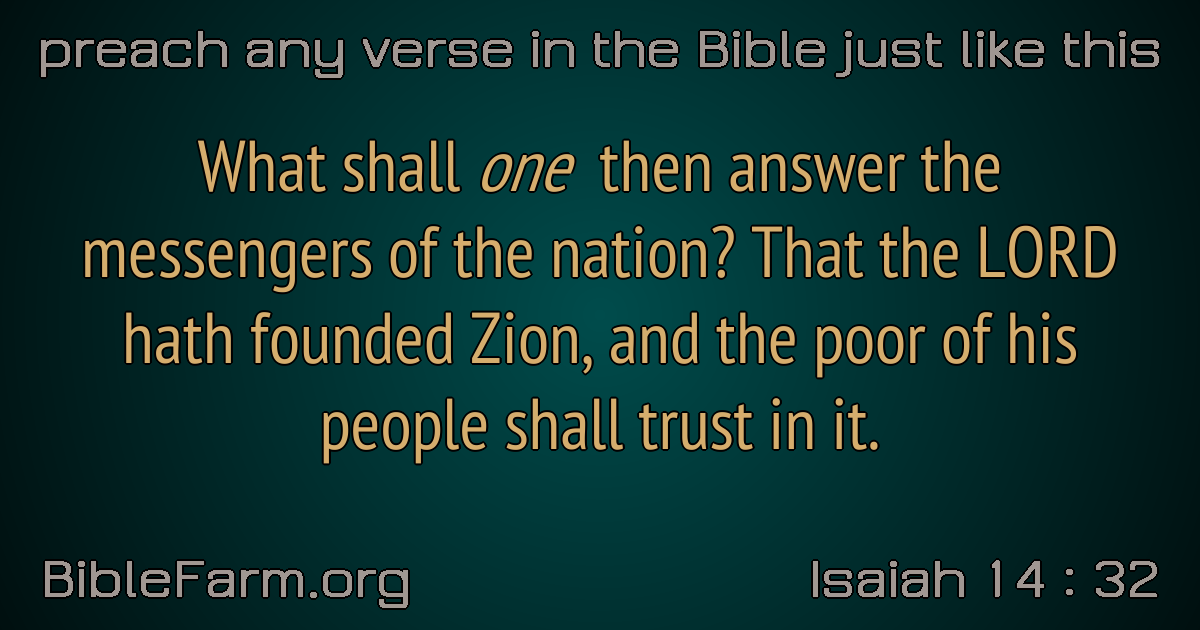 preach any verse in the Bible just like this
What shall one then answer the
messengers of the nation? That the LORD
hath founded Zion, and the poor of his
people shall trust in it.
BibleFarm.org
Isaiah 14 : 32